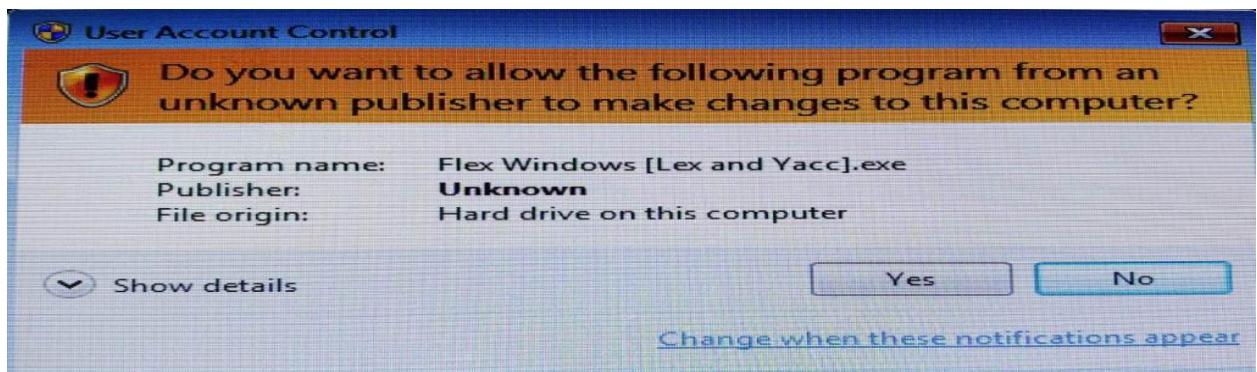 User Account Control
Do you want to allow the following program from an
unknown publisher to make changes to this computer?
Program name: Flex Windows [Lex and Yacc].exe
Publisher: Unknown
File origin: Hard drive on this computer
Show details
Yes No
Change when these notifications appear